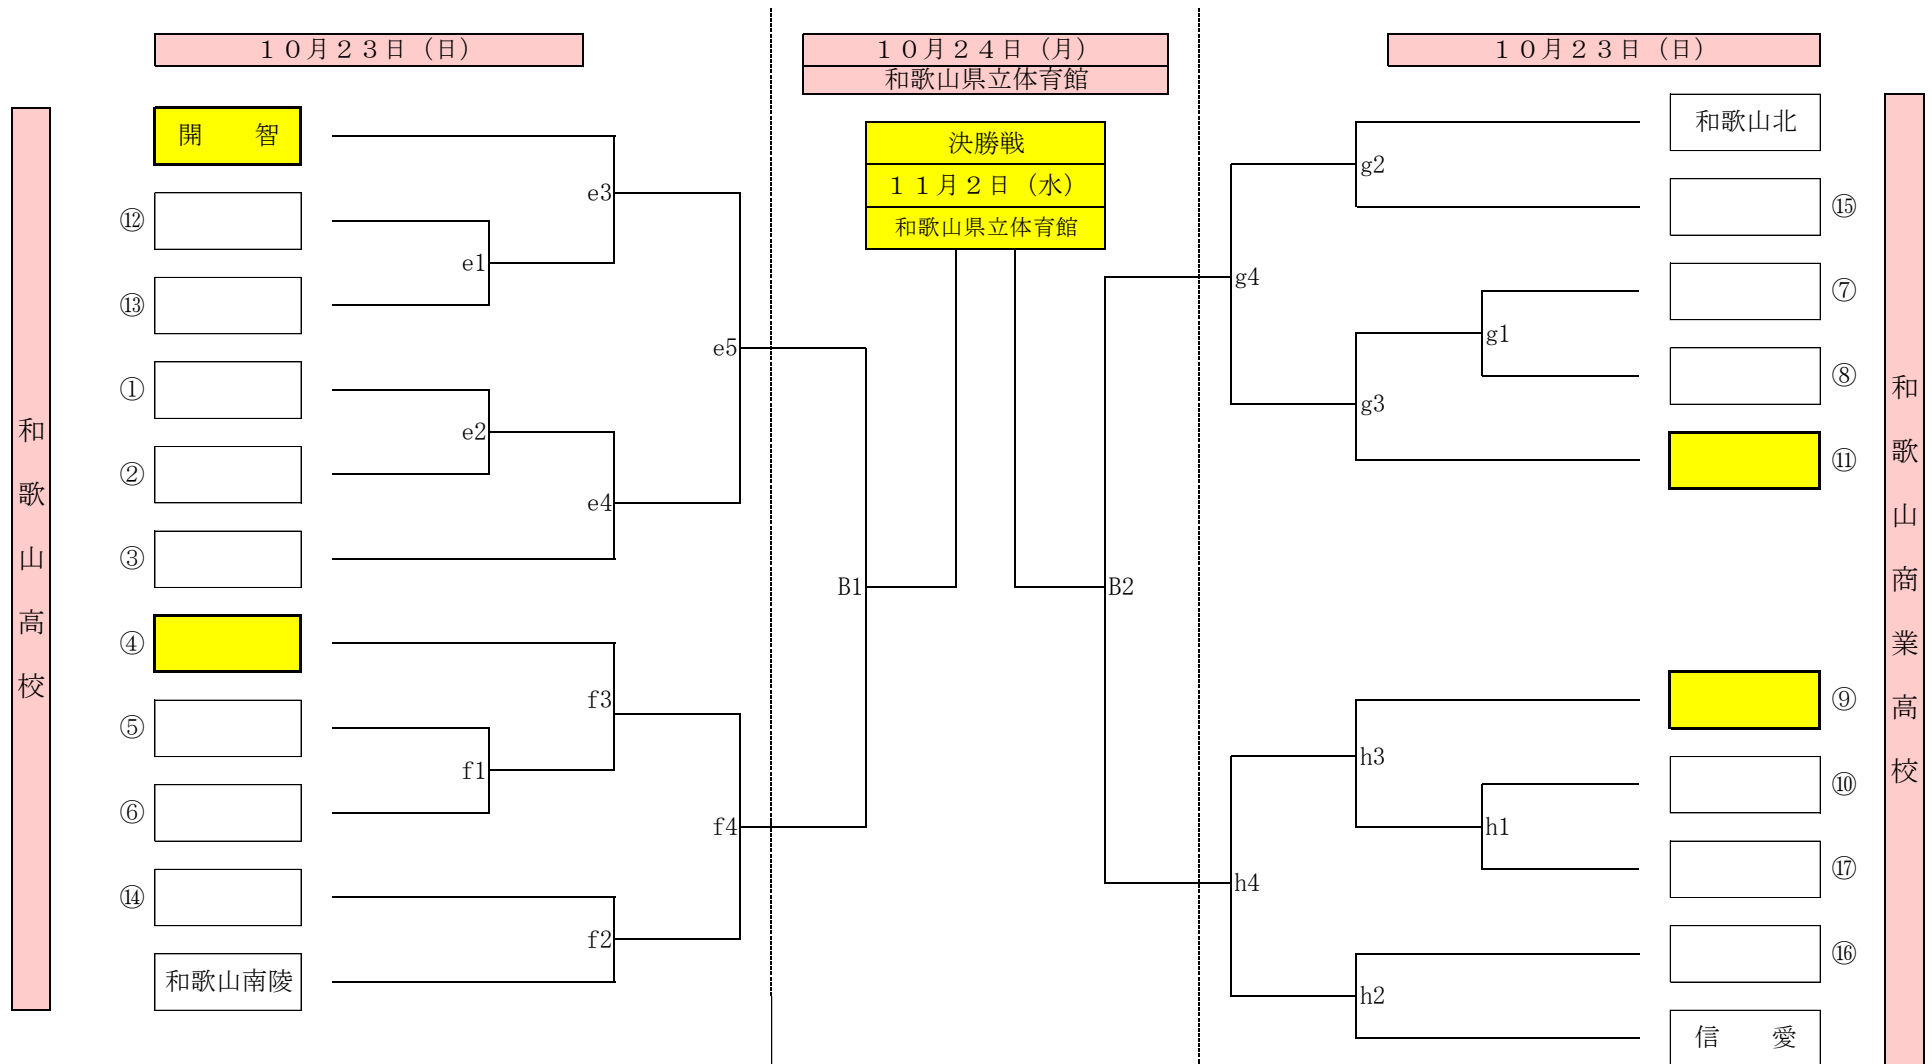 １０月２３日（日）
和歌山高校
開　　智
⑫
⑬
①
②
③
④
⑤
⑥
⑭
和歌山南陵
e3
e1
e5
e2
e4
f3
f1
f4
f2
１０月２４日（月）
和歌山県立体育館
決勝戦
１１月２日（水）
和歌山県立体育館
B1
B2
１０月２３日（日）
g2
g4
g1
g3
h3
h1
h4
h2
和歌山北
⑮
⑦
⑧
⑪
⑨
⑩
⑰
⑯
信　　愛
和歌山商業高校